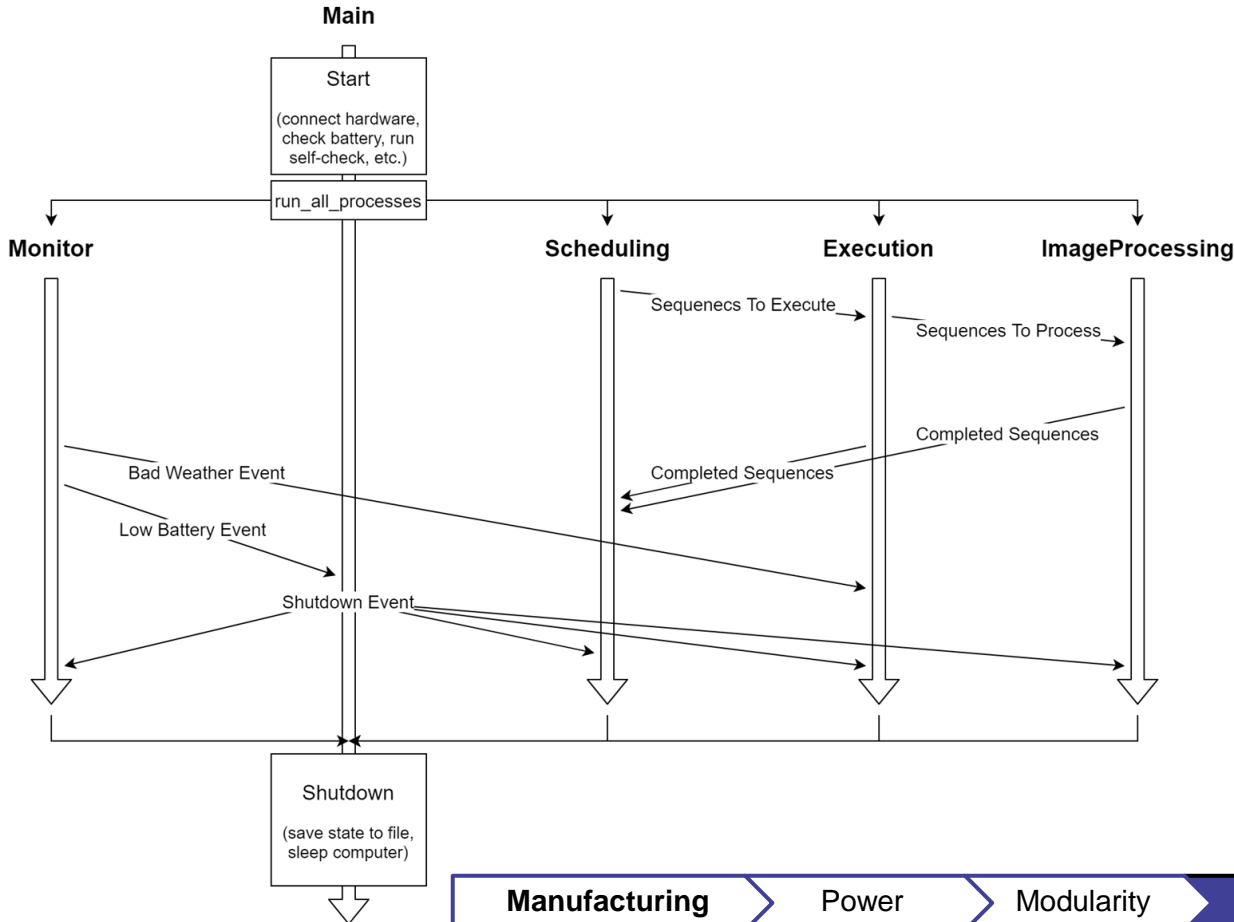 Main
Start
(connect hardware,
check battery, run
self-check, etc.)
run_all_processes
Monitor
Scheduling
Execution
ImageProcessing
Sequenecs To Execute
Sequences To Process
Completed Sequences
Bad Weather Event
Completed Sequences
Low Battery Event
Shutdown Event
Shutdown
(save state to file,
sleep computer)
Manufacturing
Power
Modularity